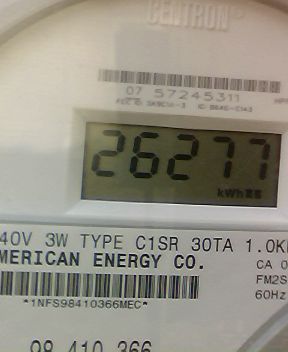 CENTRON®
07 57245311
26277
kWh
40V 3W TYPE C1SR 30TA 1.0K
MERICAN ENERGY CO.
CA 0
FM2S
60Hz
*1NFS98410366MEC*
98 410 366